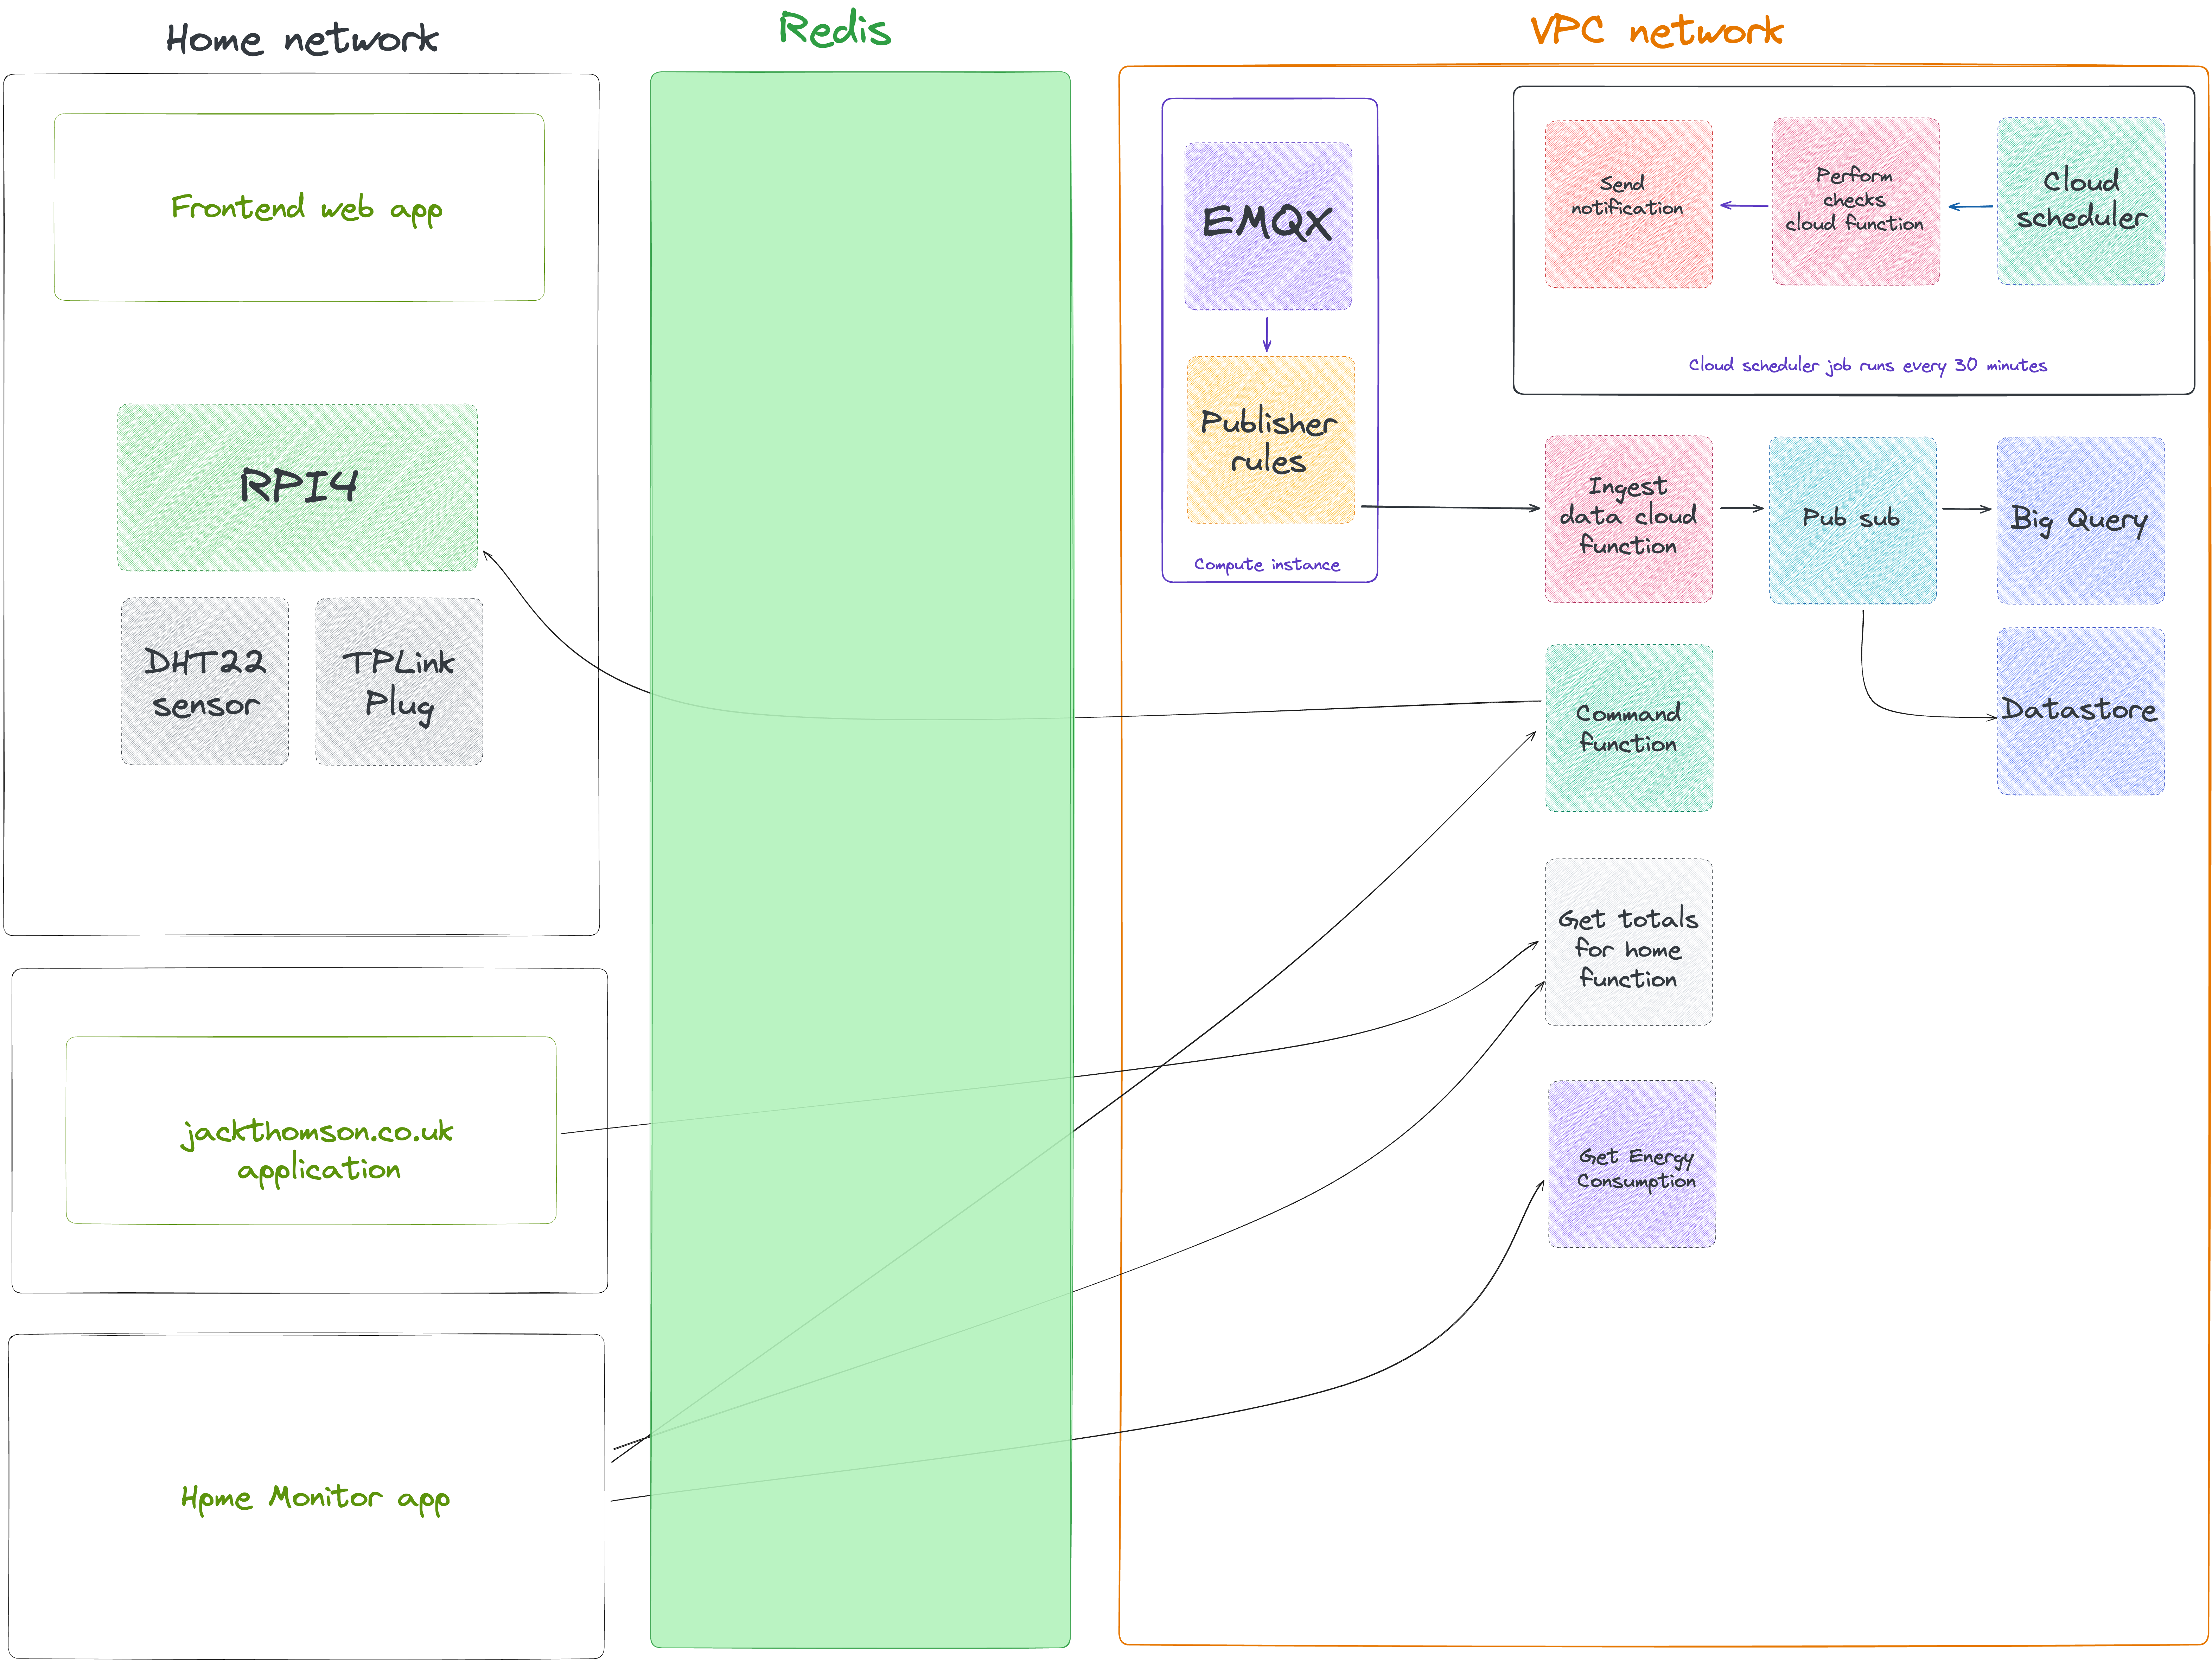 Home network
Redis
VPC network
Frontend web app
RPI4
DHT22
sensor
TPLink
Plug
jackthomson.co.uk
application
Hpme Monitor app
EMQX
Publisher
rules
Compute instance
Send
notification
Perform
checks
cloud function
Cloud
scheduler
Cloud scheduler job runs every 30 minutes
Ingest
data cloud
function
Pub sub
Big Query
Datastore
Command
function
Get totals
for home
function
Get Energy
Consumption